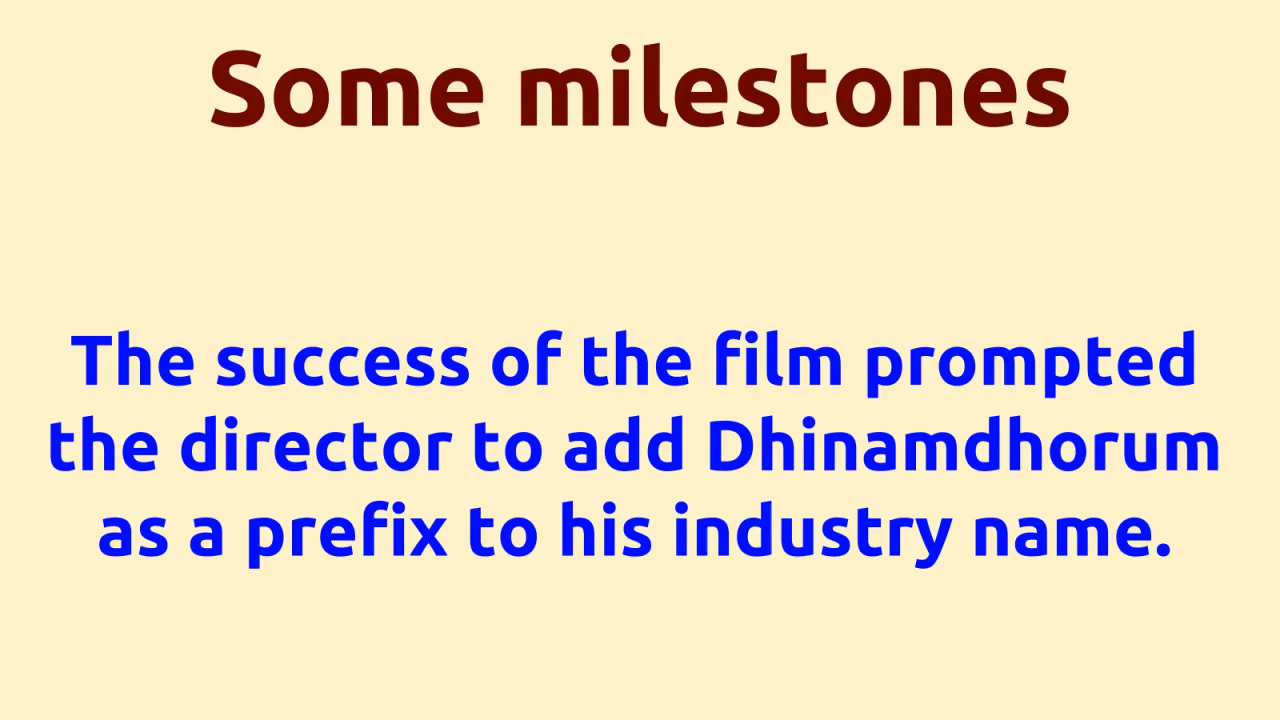 Some milestones
The success of the film prompted
the director to add Dhinamdhorum
as a prefix to his industry name.